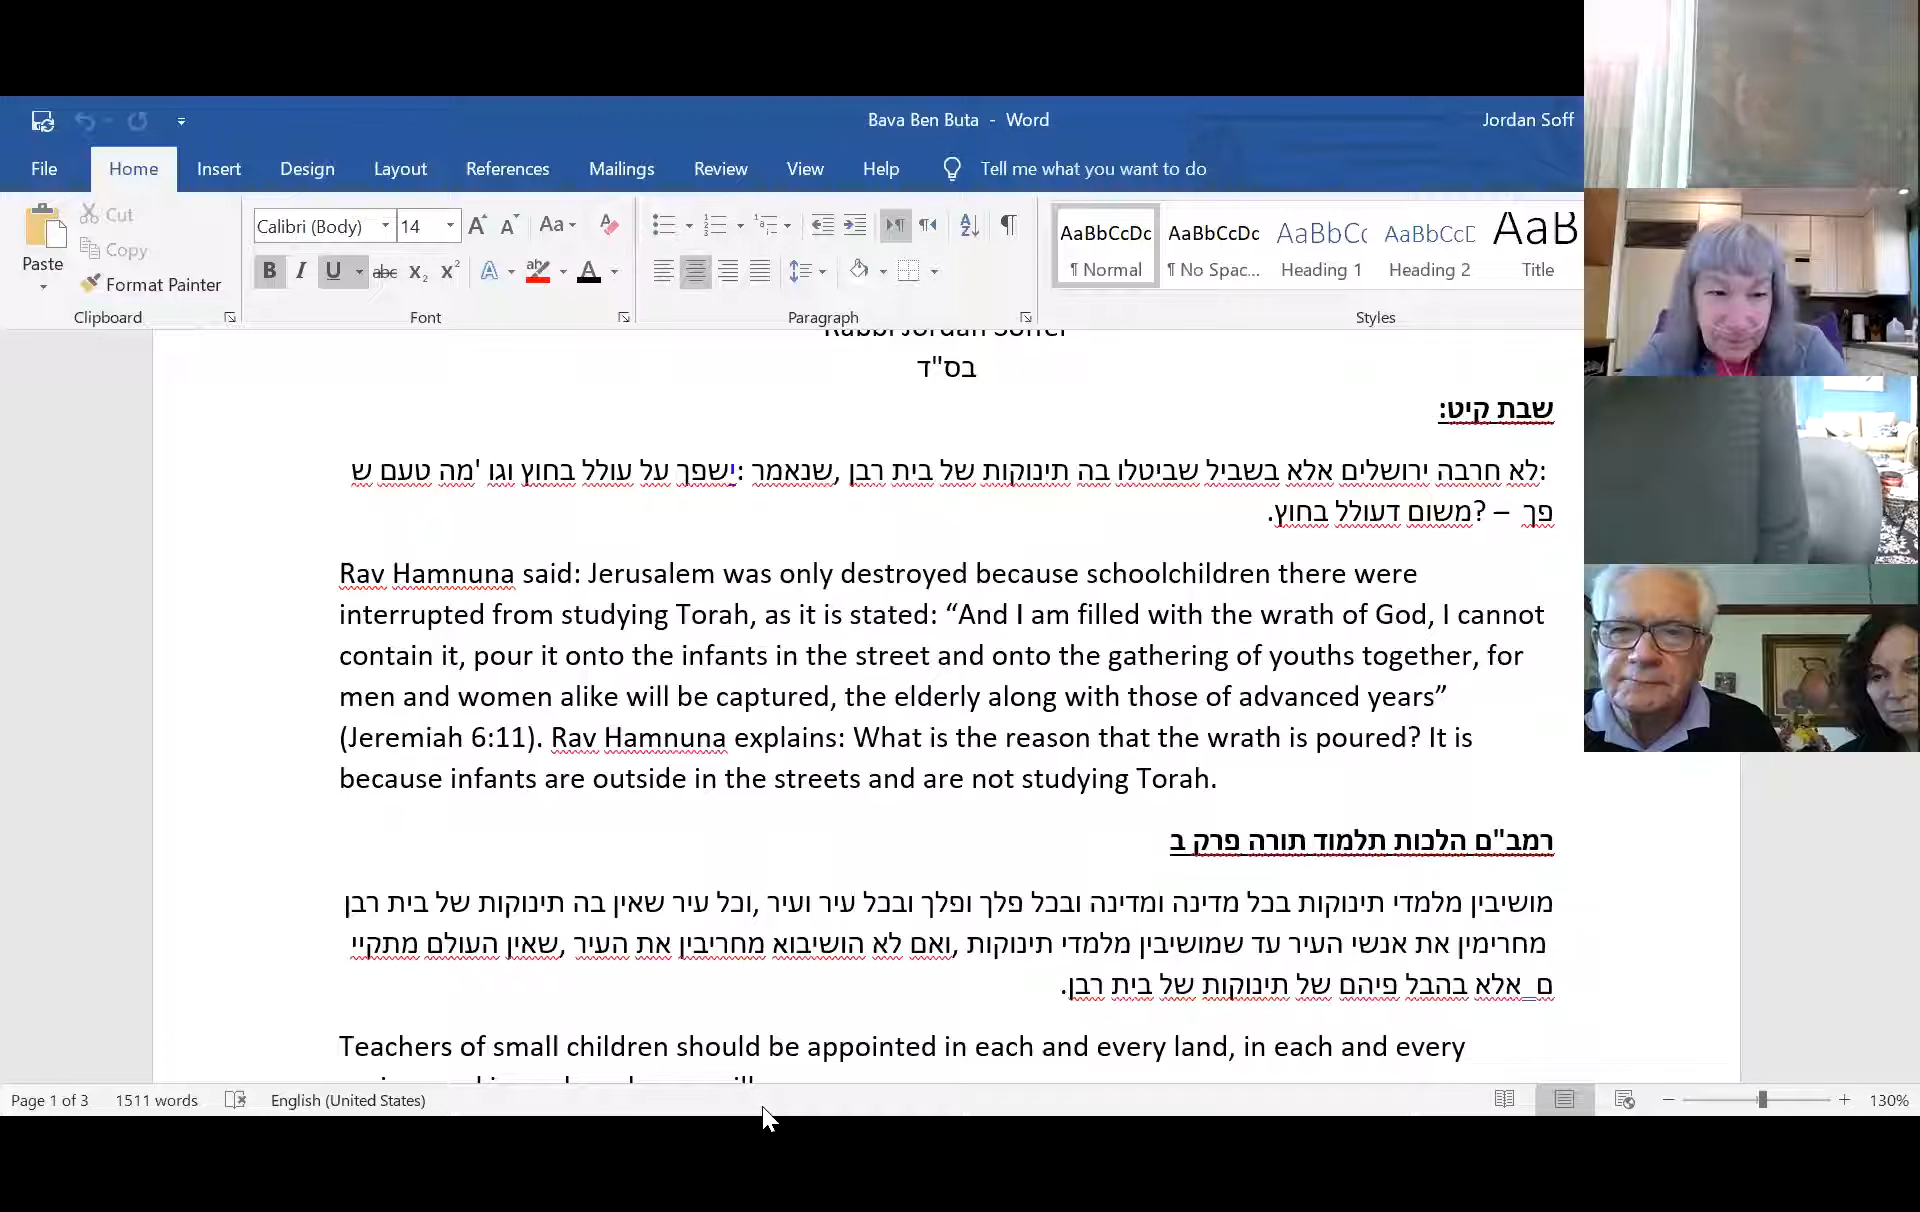 Bava Ben Buta - Word
Jordan Soff
File Home Insert Design Layout References Mailings Review View Help Tell me what you want to do
Paste
Cut
Copy
Format Painter
Clipboard
Calibri (Body) 14
Font
Paragraph
AaBbCcDc AaBbCcDc AaBbCc AaBbCcD AaB
¶ Normal ¶ No Spac... Heading 1 Heading 2 Title
Styles
Rabbi Jordan Soffer
בס"ד
שבת קיט:
:לא חרבה ירושלים אלא בשביל שביטלו בה תינוקות של בית רבן ,שנאמר :ישפך על עולל בחוץ וגו 'מה טעם ש
פך – ?משום דעולל בחוץ.
Rav Hamnuna said: Jerusalem was only destroyed because schoolchildren there were
interrupted from studying Torah, as it is stated: “And I am filled with the wrath of God, I cannot
contain it, pour it onto the infants in the street and onto the gathering of youths together, for
men and women alike will be captured, the elderly along with those of advanced years”
(Jeremiah 6:11). Rav Hamnuna explains: What is the reason that the wrath is poured? It is
because infants are outside in the streets and are not studying Torah.
רמב"ם הלכות תלמוד תורה פרק ב
מושיבין מלמדי תינוקות בכל מדינה ומדינה ובכל פלך ופלך ובכל עיר ועיר ,וכל עיר שאין בה תינוקות של בית רבן
מחרימין את אנשי העיר עד שמושיבין מלמדי תינוקות ,ואם לא הושיבוא מחריבין את העיר ,שאין העולם מתקיי
ם אלא בהבל פיהם של תינוקות של בית רבן.
Teachers of small children should be appointed in each and every land, in each and every
Page 1 of 3 1511 words English (United States) 130%